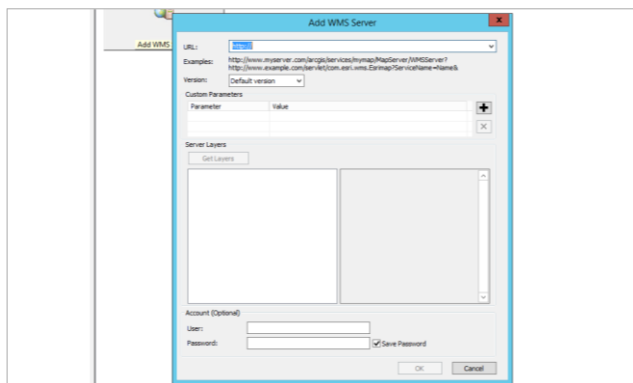 Add WMS Server
x
Add WMS
URL: http://
Examples: http://www.myserver.com/arcgis/services/mymap/MapServer/WMSServer?
http://www.example.com/servlet/com.esri.wms.Esrimap?ServiceName=Name&
Version: Default version
Custom Parameters
Parameter Value
Server Layers
Get Layers
Account (Optional)
User:
Password: Save Password
OK Cancel